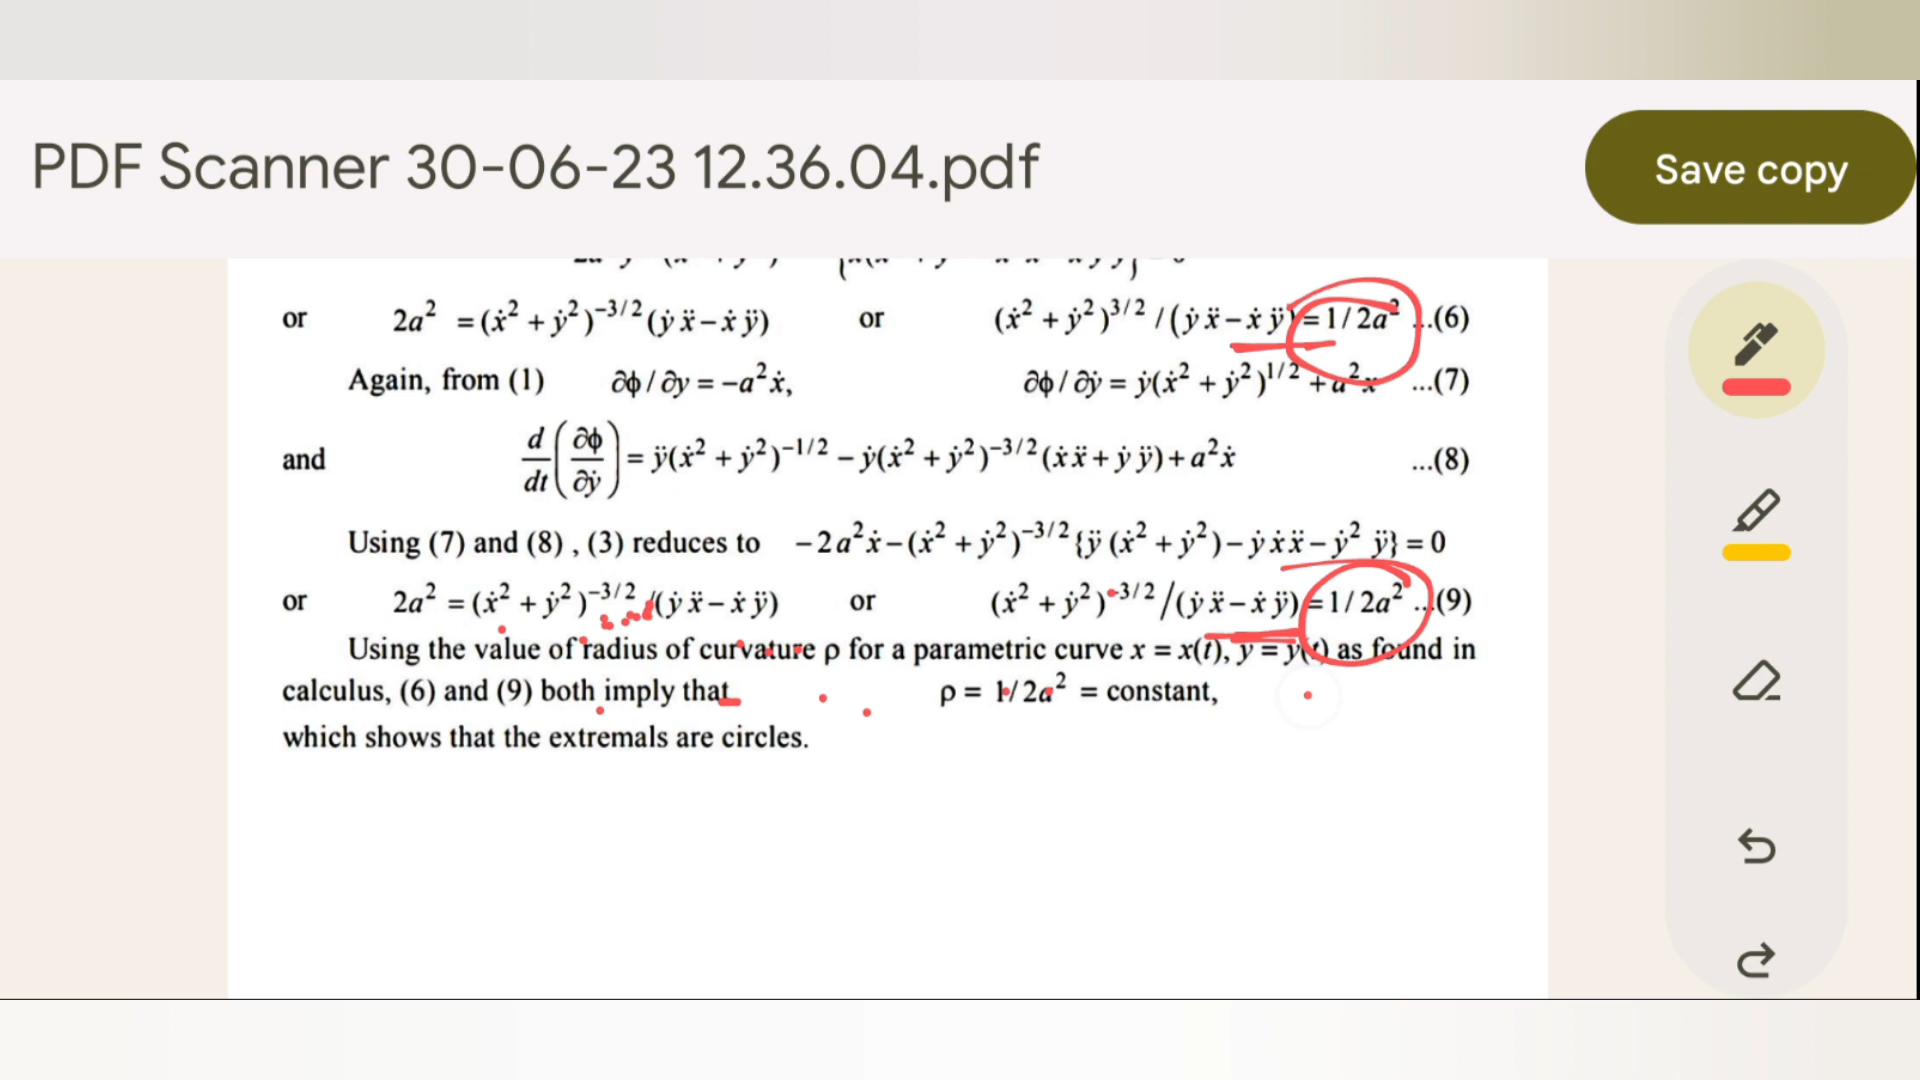 PDF Scanner 30-06-23 12.36.04.pdf
Save copy
or 2a² = (ẋ² + ẏ²)^-3/2 (ẏ ẍ – ẋ ÿ) or (ẋ² + ẏ²)^3/2 / (ẏ ẍ – ẋ ÿ) = 1/2a² ...(6)
Again, from (1) ∂ϕ/∂y = –a²ẋ, ∂ϕ/∂ẏ = ẏ(ẋ² + ẏ²)^1/2 + a²x ...(7)
and d/dt(∂ϕ/∂ẏ) = ÿ(ẋ² + ẏ²)^-1/2 – ẏ(ẋ² + ẏ²)^-3/2 (ẋẍ + ẏ ÿ) + a²ẋ ...(8)
Using (7) and (8) , (3) reduces to –2a²ẋ – (ẋ² + ẏ²)^-3/2 {ÿ (ẋ² + ẏ²) – ẏẋẍ – ẏ² ÿ} = 0
or 2a² = (ẋ² + ẏ²)^-3/2 /(ẏ ẍ – ẋ ÿ) or (ẋ² + ẏ²)^-3/2 /(ẏ ẍ – ẋ ÿ) = 1/2a² ...(9)
Using the value of radius of curvature ρ for a parametric curve x = x(t), y = y(t) as found in
calculus, (6) and (9) both imply that ρ = 1/2a² = constant,
which shows that the extremals are circles.